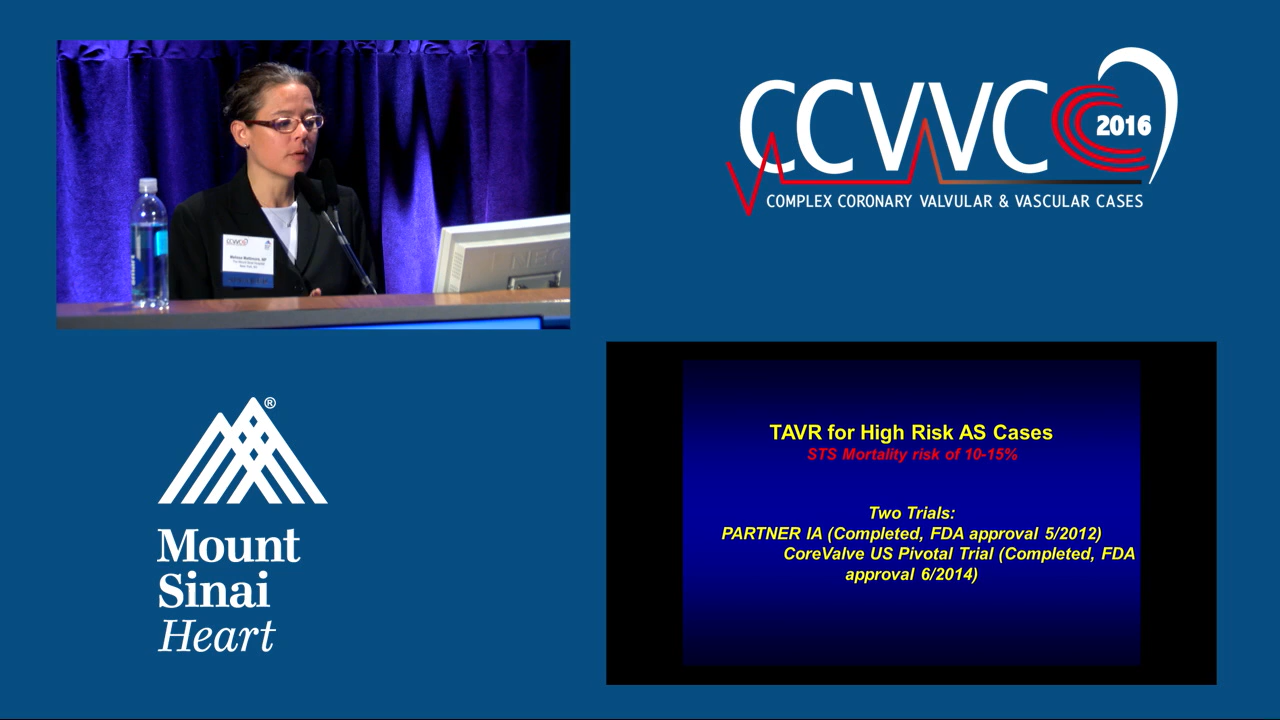 CCVVC
2016
COMPLEX CORONARY VALVULAR & VASCULAR CASES
CCVVC
®
Mount
Sinai
Heart
TAVR for High Risk AS Cases
STS Mortality risk of 10-15%
Two Trials:
PARTNER IA (Completed, FDA approval 5/2012)
CoreValve US Pivotal Trial (Completed, FDA
approval 6/2014)